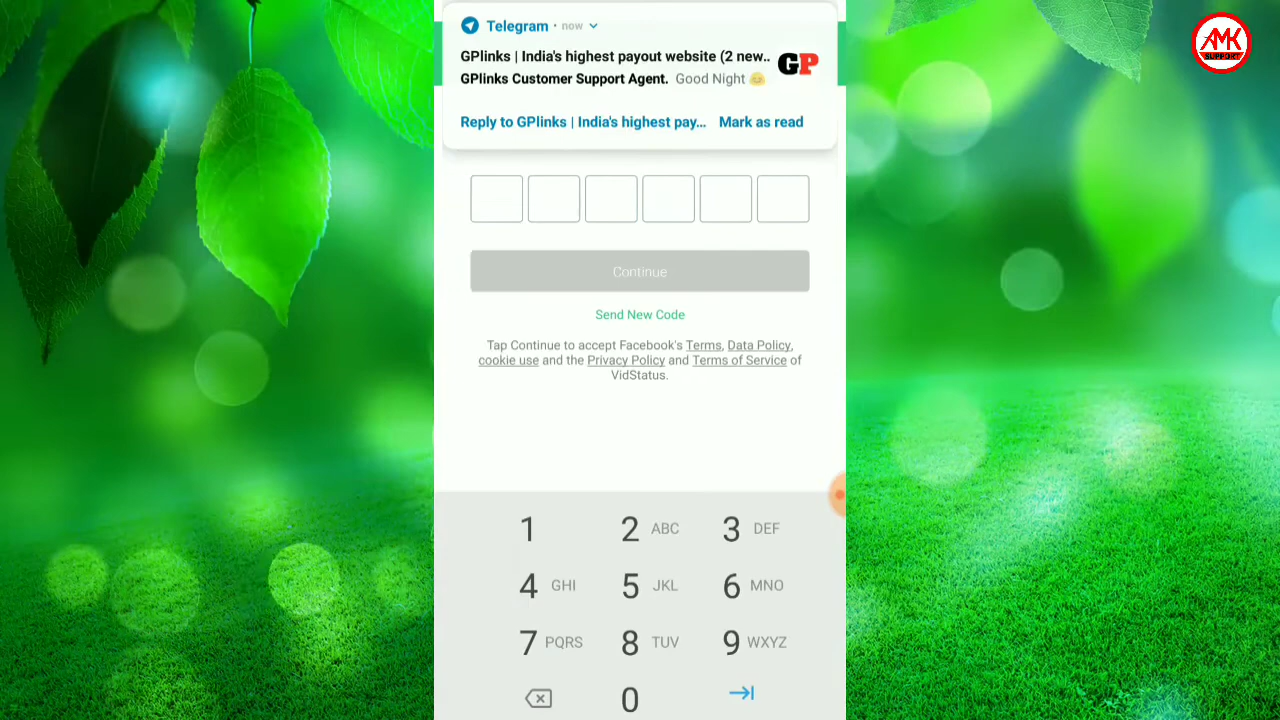 Telegram · now
GPlinks | India's highest payout website (2 new..
GP
GPlinks Customer Support Agent. Good Night 🤗
Reply to GPlinks | India's highest pay... Mark as read
AMK
SUPPORT
Continue
Send New Code
Tap Continue to accept Facebook's Terms, Data Policy,
cookie use and the Privacy Policy and Terms of Service of
VidStatus.
1 2 ABC 3 DEF
4 GHI 5 JKL 6 MNO
7 PQRS 8 TUV 9 WXYZ
0